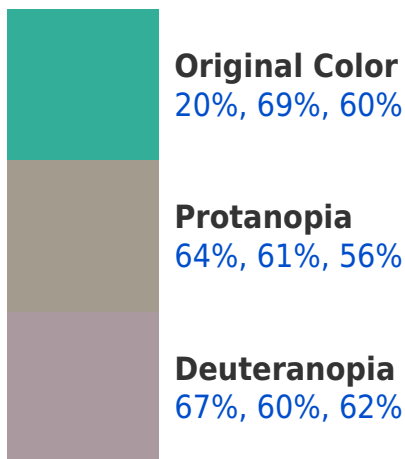 Original Color
20%, 69%, 60%
Protanopia
64%, 61%, 56%
Deuteranopia
67%, 60%, 62%